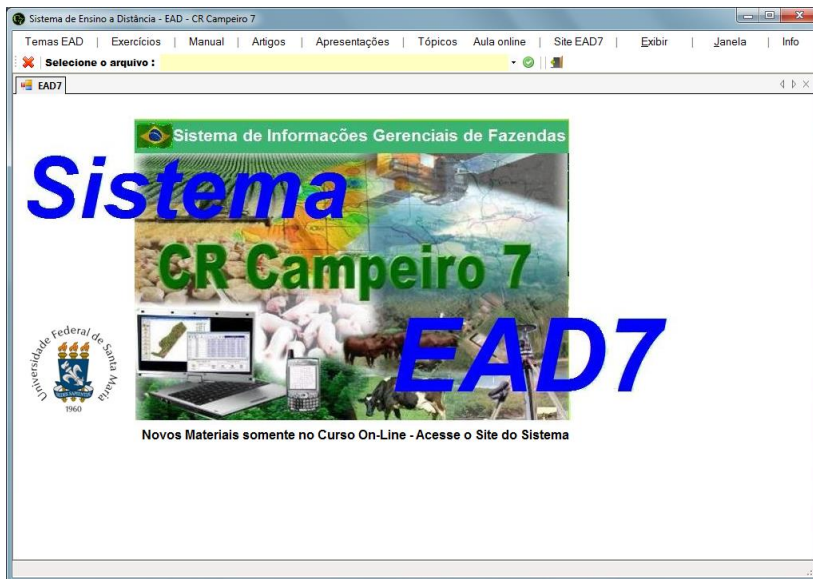 Sistema de Ensino a Distância - EAD - CR Campeiro 7
Temas EAD | Exercícios | Manual | Artigos | Apresentações | Tópicos Aula online | Site EAD7 | Exibir | Janela | Info
Selecione o arquivo :
EAD7
Sistema de Informações Gerenciais de Fazendas
Sistema
CR Campeiro 7
EAD7
Universidade Federal de Santa Maria
1960
Novos Materiais somente no Curso On-Line - Acesse o Site do Sistema